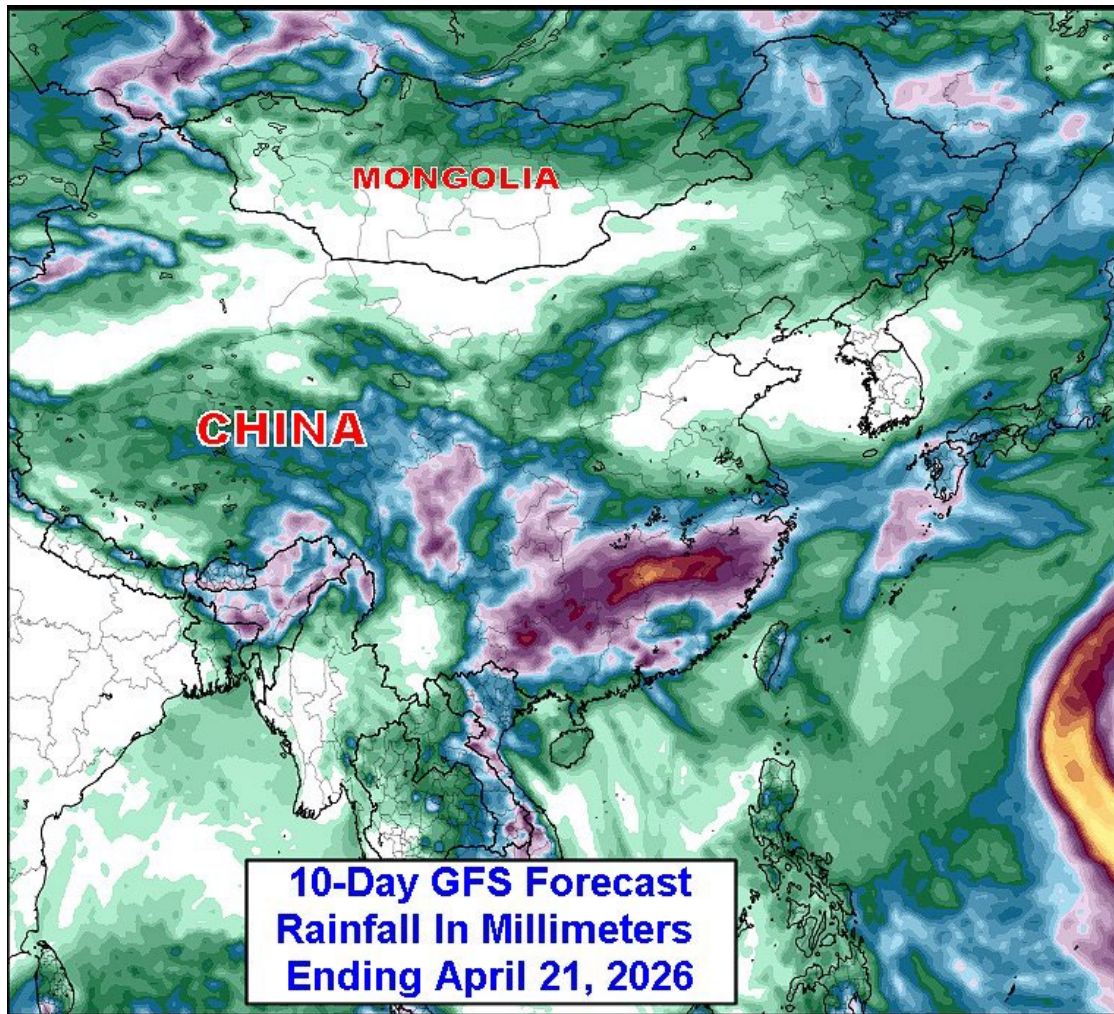 MONGOLIA
CHINA
10-Day GFS Forecast
Rainfall In Millimeters
Ending April 21, 2026